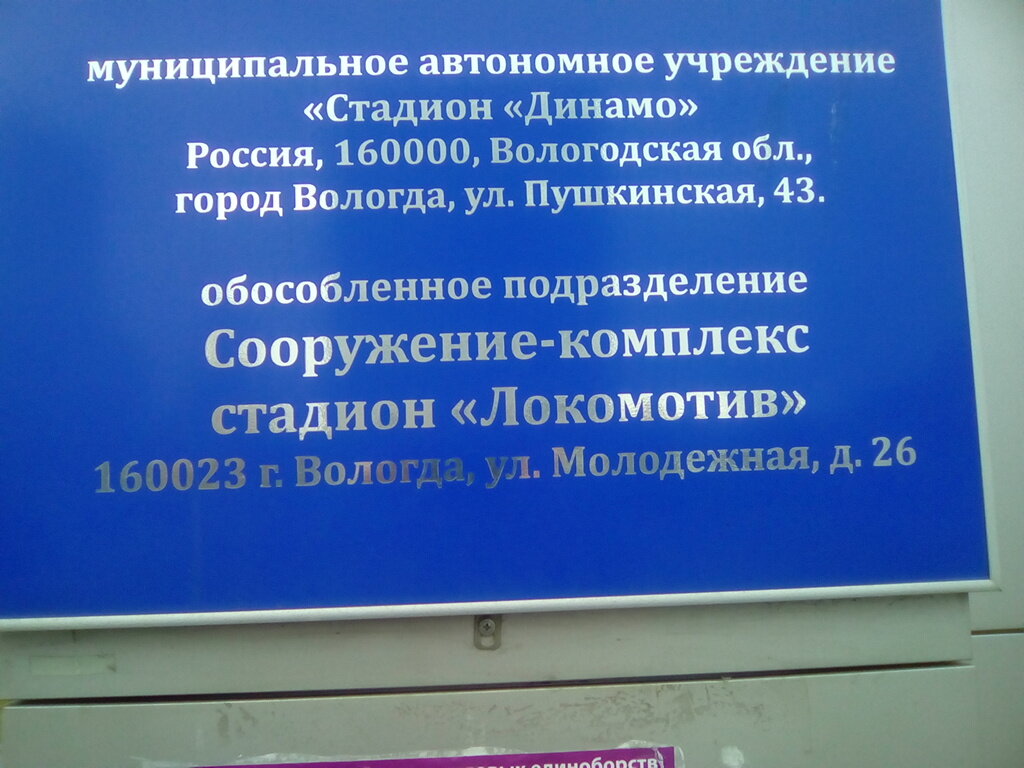 муниципальное автономное учреждение
«Стадион «Динамо»
Россия, 160000, Вологодская обл.,
город Вологда, ул. Пушкинская, 43.
обособленное подразделение
Сооружение-комплекс
стадион «Локомотив»
160023 г. Вологда, ул. Молодежная, д. 26
единоборств